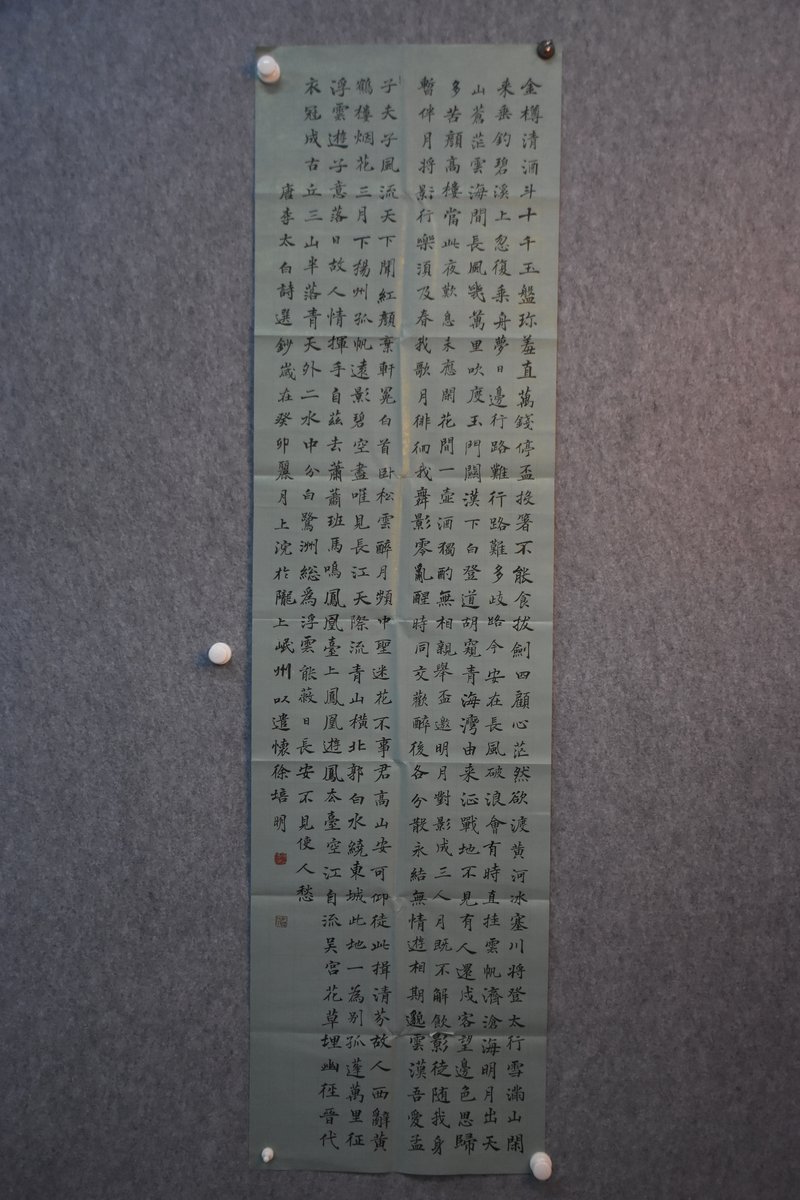 金樽清酒斗十千玉盤珎羞直萬錢停盃投箸不能食拔劍四顧心茫然欲渡黄河冰塞川將登太行雪滿山閑
来垂釣碧溪上忽復乘舟夢日邊行路難行路難多歧路今安在長風破浪會有時直挂雲帆濟滄海明月出天
山蒼茫雲海間長風幾萬里吹度玉門關漢下白登道胡窺青海灣由来征戰地不見有人還戍客望邊色思歸
多苦顏高樓當此夜歎息未應閑花間一壺酒獨酌無相親舉盃邀明月對影成三人月既不解飲影徒隨我身
暫伴月將影行樂須及春我歌月徘徊我舞影零亂醒時同交歡醉後各分散永結無情遊相期邈雲漢吾愛孟
子夫子風流天下聞紅顏棄軒冕白首臥松雲醉月頻中聖迷花不事君高山安可仰徒此揖清芬故人西辭黄
鶴樓烟花三月下揚州孤帆遠影碧空盡唯見長江天際流青山橫北郭白水繞東城此地一為别孤蓬萬里征
浮雲遊子意落日故人情揮手自茲去蕭蕭班馬鳴鳳凰臺上鳳凰遊鳳去臺空江自流吴宫花草埋幽徑晉代
衣冠成古丘三山半落青天外二水中分白鷺洲総為浮雲能蔽日長安不見使人愁
唐李太白詩選鈔歲在癸卯麗月上浣於隴上岷州以遣懷徐培明